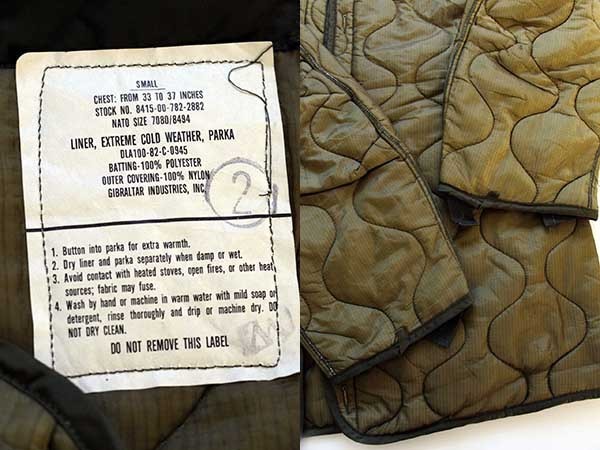 SMALL
CHEST: FROM 33 TO 37 INCHES
STOCK NO. 8415-00-782-2882
NATO SIZE 7080/8494
LINER, EXTREME COLD WEATHER, PARKA
DLA100-82-C-0945
BATTING-100% POLYESTER
OUTER COVERING-100% NYLON
GIBRALTAR INDUSTRIES, INC.
2
1. Button into parka for extra warmth.
2. Dry liner and parka separately when damp or wet.
3. Avoid contact with heated stoves, open fires, or other heat
sources; fabric may fuse.
4. Wash by hand or machine in warm water with mild soap or
detergent, rinse thoroughly and drip or machine dry. DO
NOT DRY CLEAN.
DO NOT REMOVE THIS LABEL